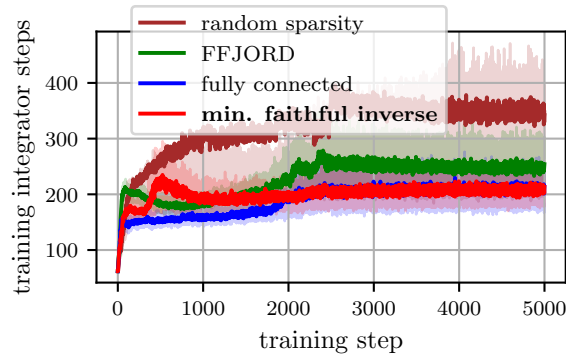 random sparsity
FFJORD
fully connected
min. faithful inverse
training integrator steps
400
300
200
100
0
1000
2000
3000
4000
5000
training step